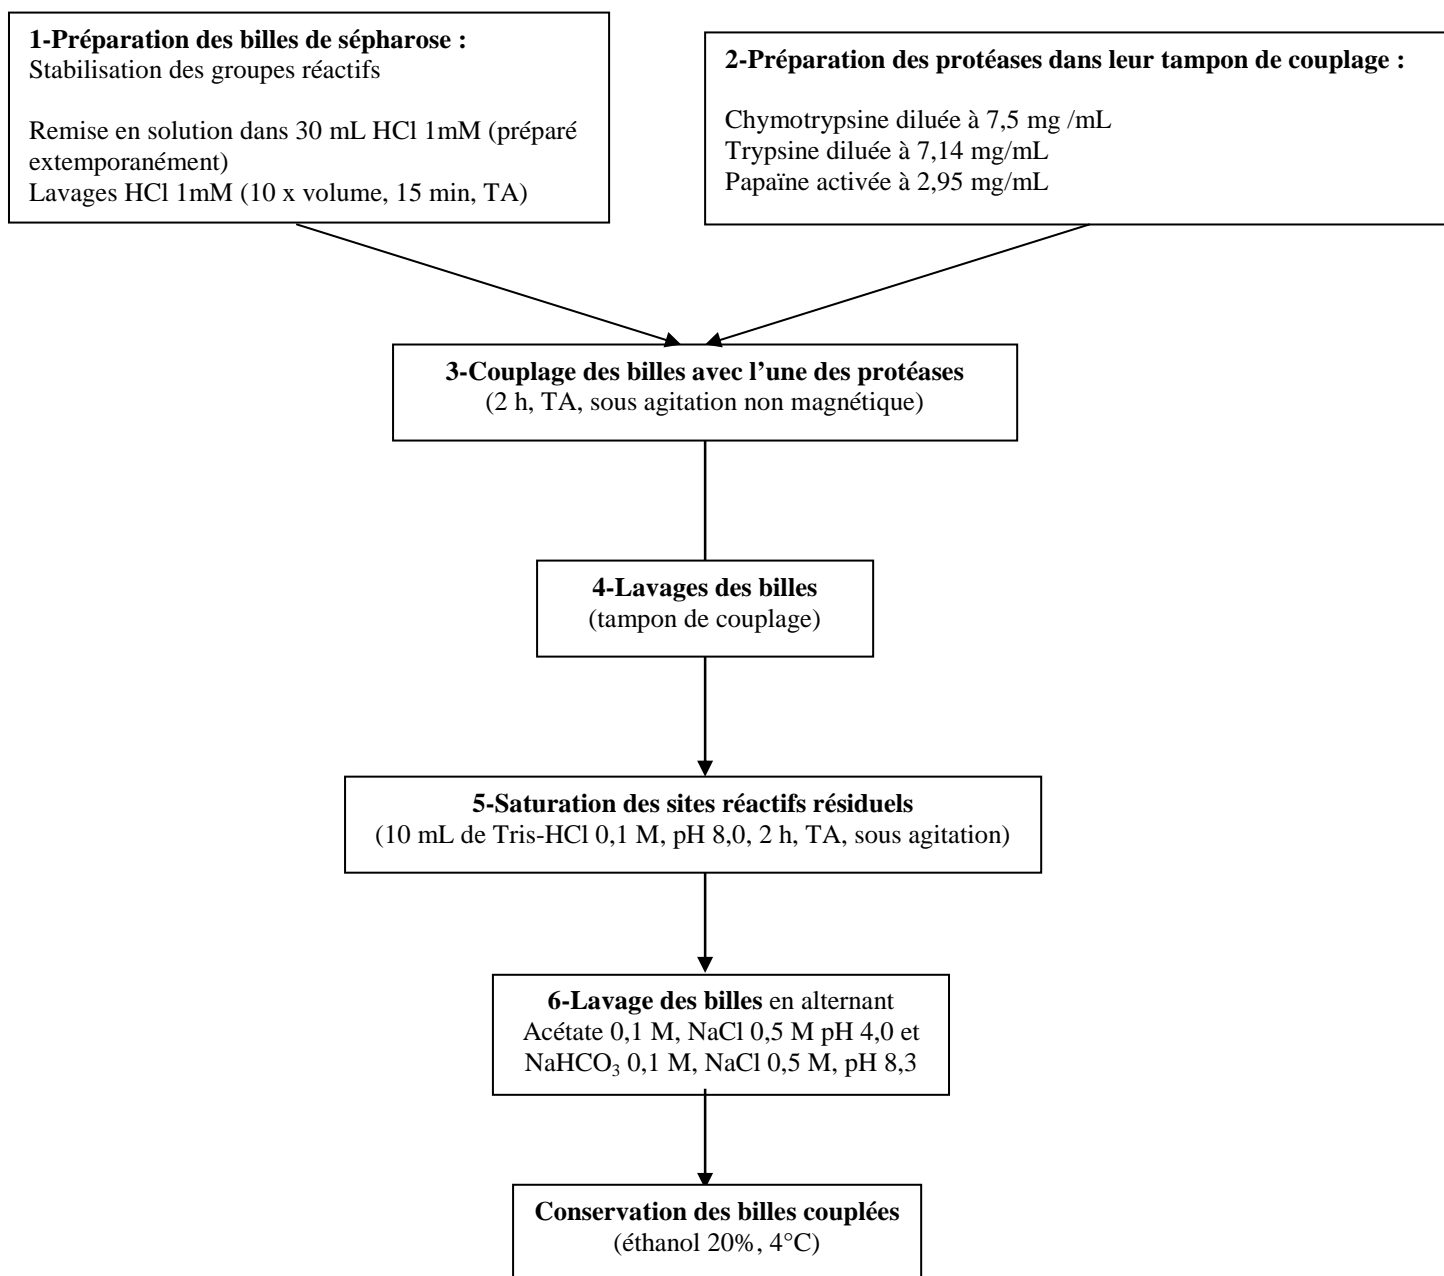 1-Préparation des billes de sépharose :
Stabilisation des groupes réactifs
Remise en solution dans 30 mL HCl 1mM (préparé
extemporanément)
Lavages HCl 1mM (10 x volume, 15 min, TA)
2-Préparation des protéases dans leur tampon de couplage :
Chymotrypsine diluée à 7,5 mg /mL
Trypsine diluée à 7,14 mg/mL
Papaïne activée à 2,95 mg/mL
3-Couplage des billes avec l’une des protéases
(2 h, TA, sous agitation non magnétique)
4-Lavages des billes
(tampon de couplage)
5-Saturation des sites réactifs résiduels
(10 mL de Tris-HCl 0,1 M, pH 8,0, 2 h, TA, sous agitation)
6-Lavage des billes en alternant
Acétate 0,1 M, NaCl 0,5 M pH 4,0 et
NaHCO₃ 0,1 M, NaCl 0,5 M, pH 8,3
Conservation des billes couplées
(éthanol 20%, 4°C)